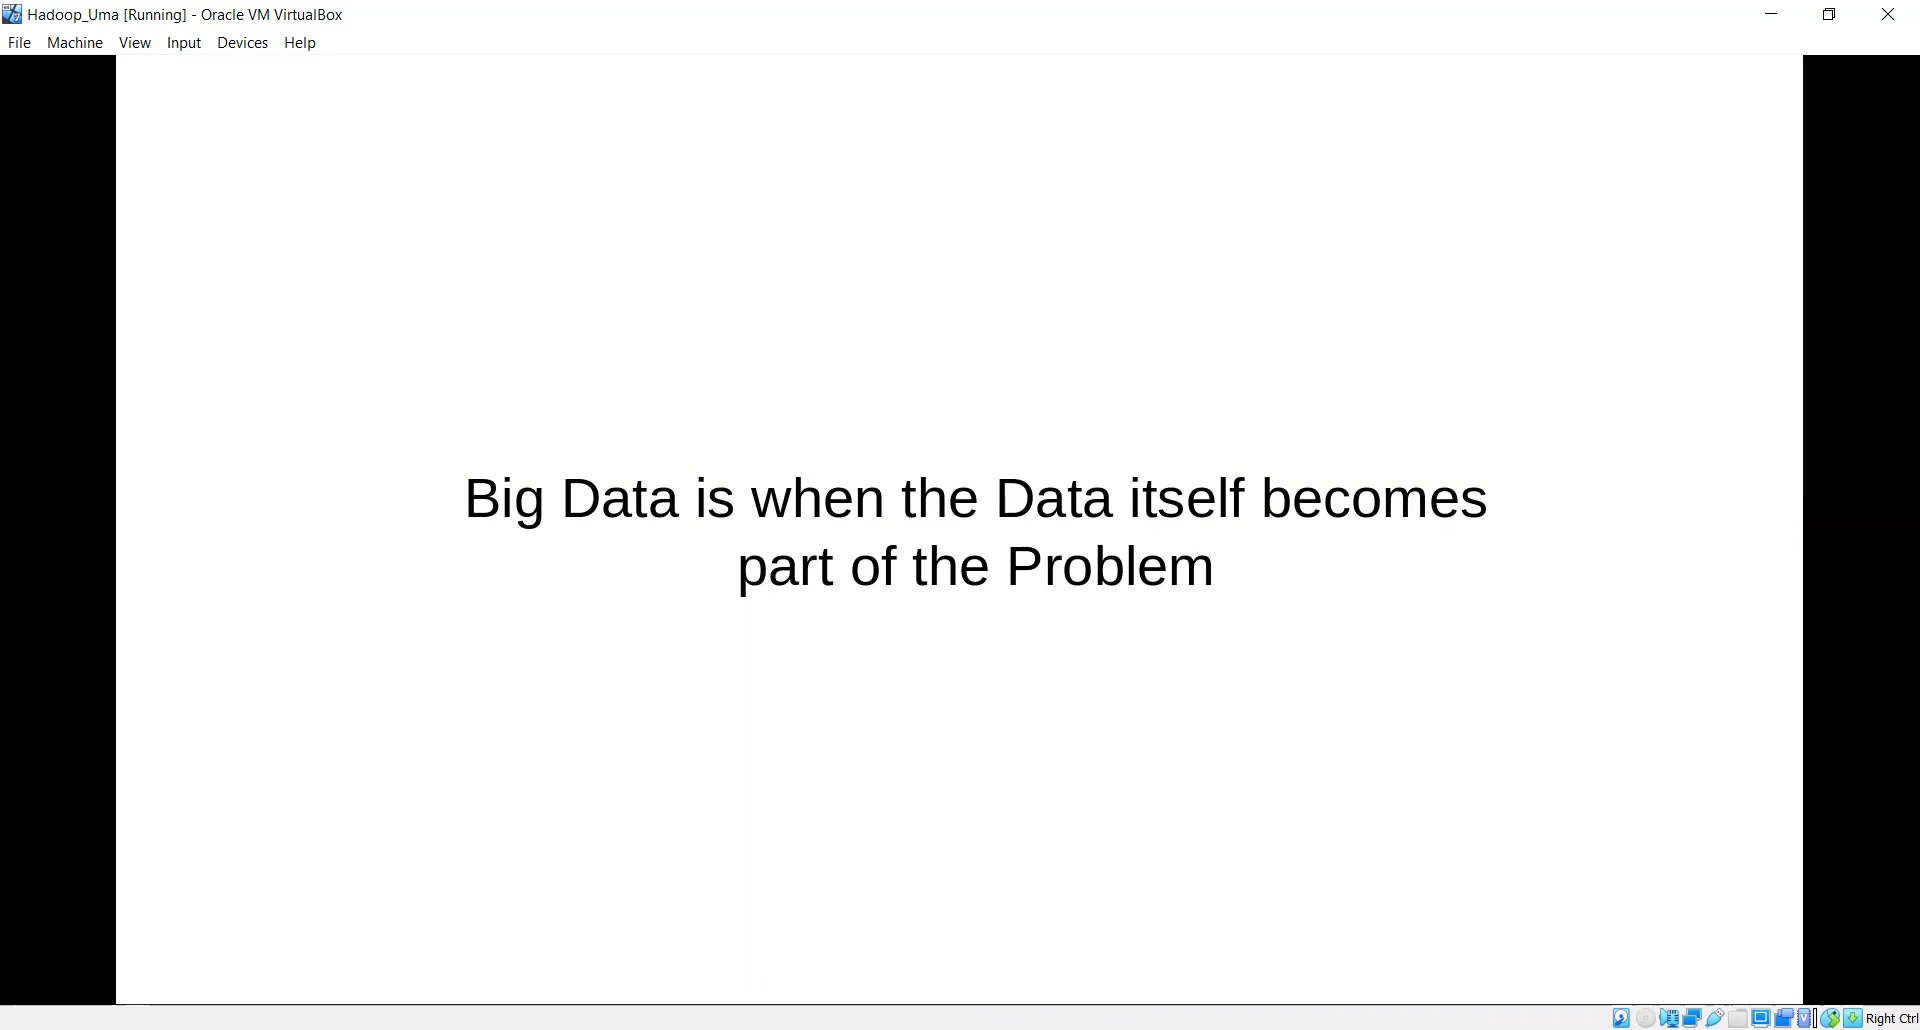 Hadoop_Uma [Running] - Oracle VM VirtualBox
File Machine View Input Devices Help
Big Data is when the Data itself becomes
part of the Problem
Right Ctrl